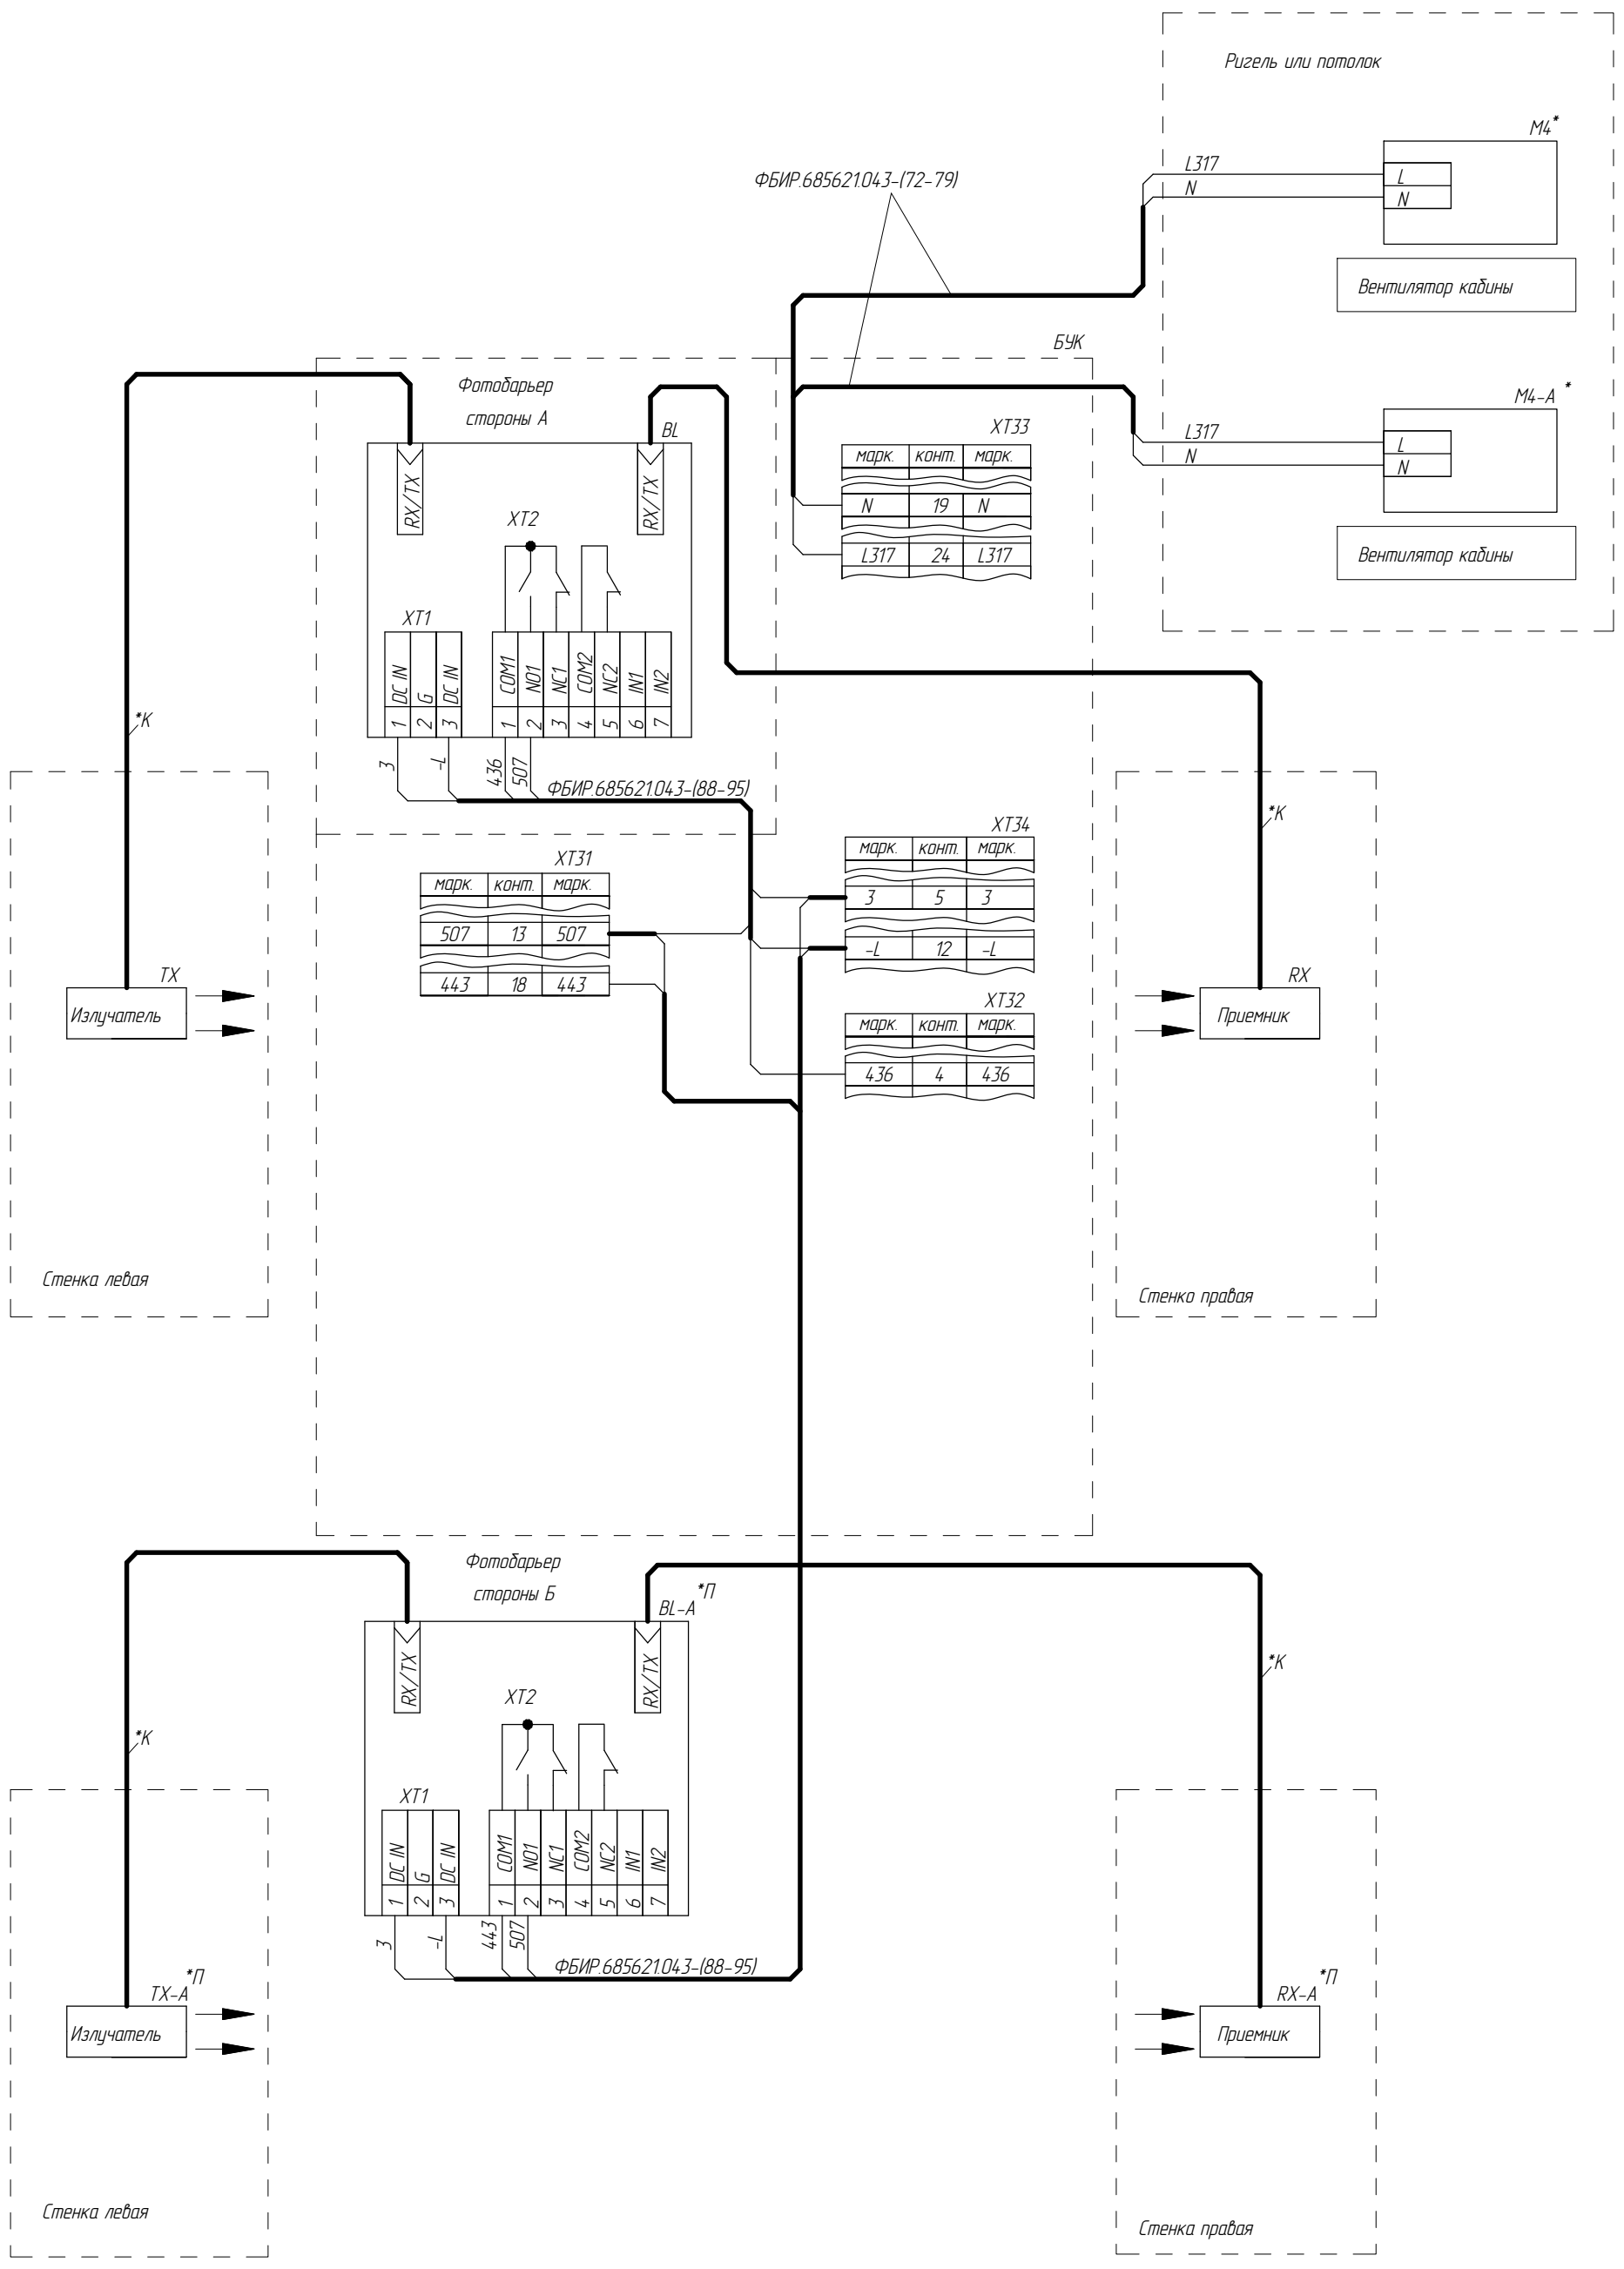 Ригель или потолок
М4*
L317
L
N
N
Вентилятор кабины
ФБИР.685621.043-(72-79)
БУК
М4-А *
L317
L
N
N
Вентилятор кабины
Фотобарьер
стороны А
BL
RX/TX
RX/TX
XT2
XT1
DC IN
G
DC IN
COM1
NO1
NC1
COM2
NC2
IN1
IN2
1
2
3
1
2
3
4
5
6
7
3
-L
436
507
ФБИР.685621.043-(88-95)
XT33
марк. конт. марк.
N 19 N
L317 24 L317
*К
*К
XT31
марк. конт. марк.
507 13 507
443 18 443
XT34
марк. конт. марк.
3 5 3
-L 12 -L
XT32
марк. конт. марк.
436 4 436
TX
Излучатель
RX
Приемник
Стенка левая
Стенко правая
Фотобарьер
стороны Б
BL-A *П
RX/TX
RX/TX
XT2
XT1
DC IN
G
DC IN
COM1
NO1
NC1
COM2
NC2
IN1
IN2
1
2
3
1
2
3
4
5
6
7
3
-L
443
507
ФБИР.685621.043-(88-95)
*К
*К
TX-A *П
Излучатель
RX-A *П
Приемник
Стенка левая
Стенка правая